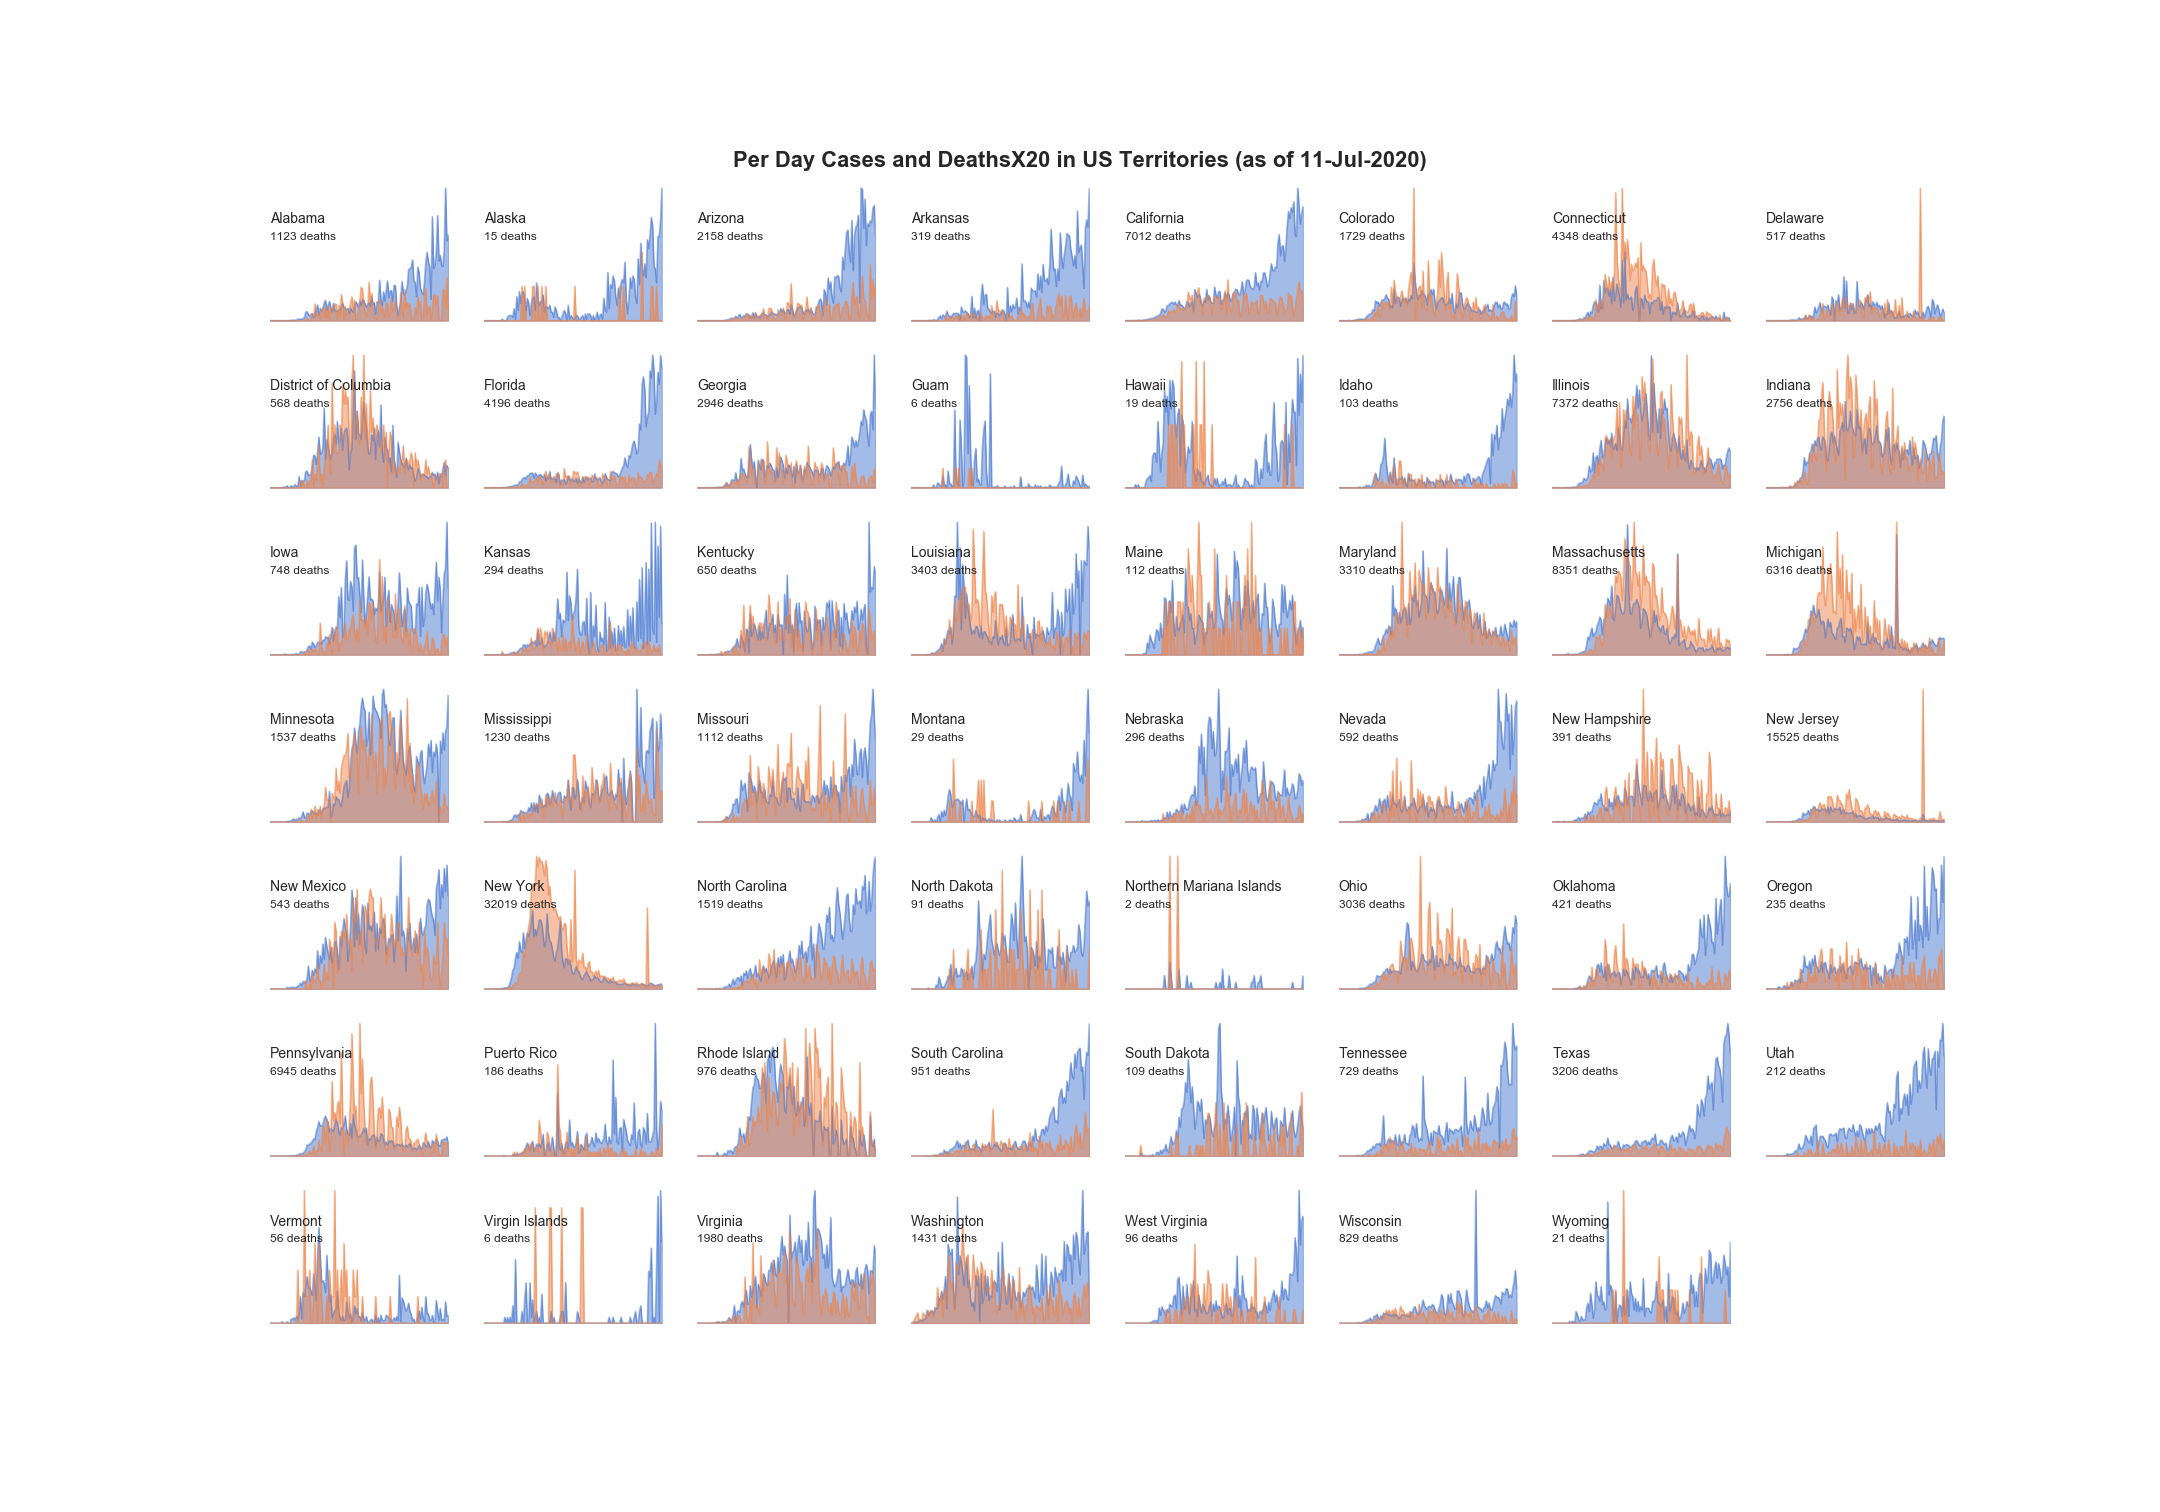 Per Day Cases and DeathsX20 in US Territories (as of 11-Jul-2020)
Alabama
1123 deaths
Alaska
15 deaths
Arizona
2158 deaths
Arkansas
319 deaths
California
7012 deaths
Colorado
1729 deaths
Connecticut
4348 deaths
Delaware
517 deaths
District of Columbia
568 deaths
Florida
4196 deaths
Georgia
2946 deaths
Guam
6 deaths
Hawaii
19 deaths
Idaho
103 deaths
Illinois
7372 deaths
Indiana
2756 deaths
Iowa
748 deaths
Kansas
294 deaths
Kentucky
650 deaths
Louisiana
3403 deaths
Maine
112 deaths
Maryland
3310 deaths
Massachusetts
8351 deaths
Michigan
6316 deaths
Minnesota
1537 deaths
Mississippi
1230 deaths
Missouri
1112 deaths
Montana
29 deaths
Nebraska
296 deaths
Nevada
592 deaths
New Hampshire
391 deaths
New Jersey
15525 deaths
New Mexico
543 deaths
New York
32019 deaths
North Carolina
1519 deaths
North Dakota
91 deaths
Northern Mariana Islands
2 deaths
Ohio
3036 deaths
Oklahoma
421 deaths
Oregon
235 deaths
Pennsylvania
6945 deaths
Puerto Rico
186 deaths
Rhode Island
976 deaths
South Carolina
951 deaths
South Dakota
109 deaths
Tennessee
729 deaths
Texas
3206 deaths
Utah
212 deaths
Vermont
56 deaths
Virgin Islands
6 deaths
Virginia
1980 deaths
Washington
1431 deaths
West Virginia
96 deaths
Wisconsin
829 deaths
Wyoming
21 deaths